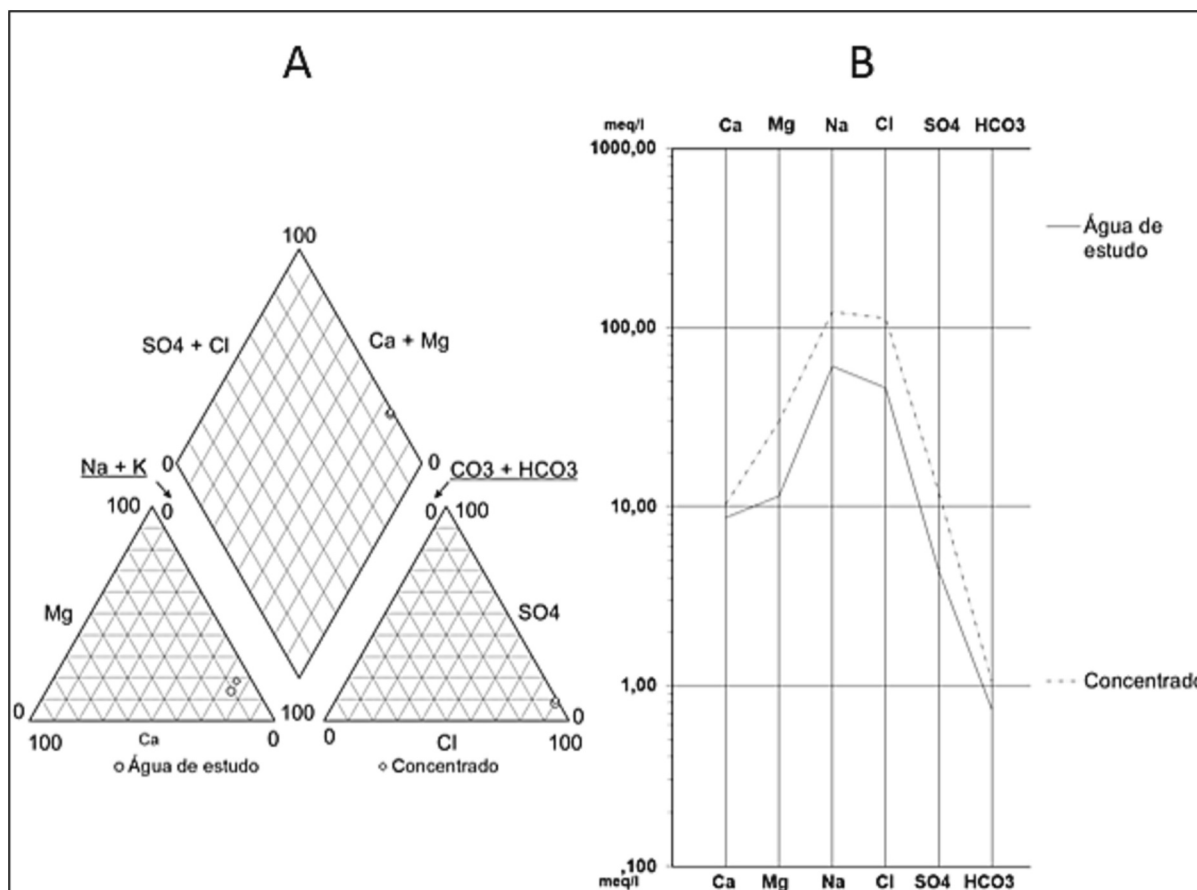 A
100
SO4 + Cl
Ca + Mg
Na + K
0
0
CO3 + HCO3
100
0
0
100
Mg
SO4
0
100
0
100
Ca
0
0
Cl
100
Água de estudo
Concentrado
B
meq/l
Ca
Mg
Na
Cl
SO4
HCO3
1000,00
100,00
10,00
1,00
,100
meq/l
Ca
Mg
Na
Cl
SO4
HCO3
Água de
estudo
Concentrado